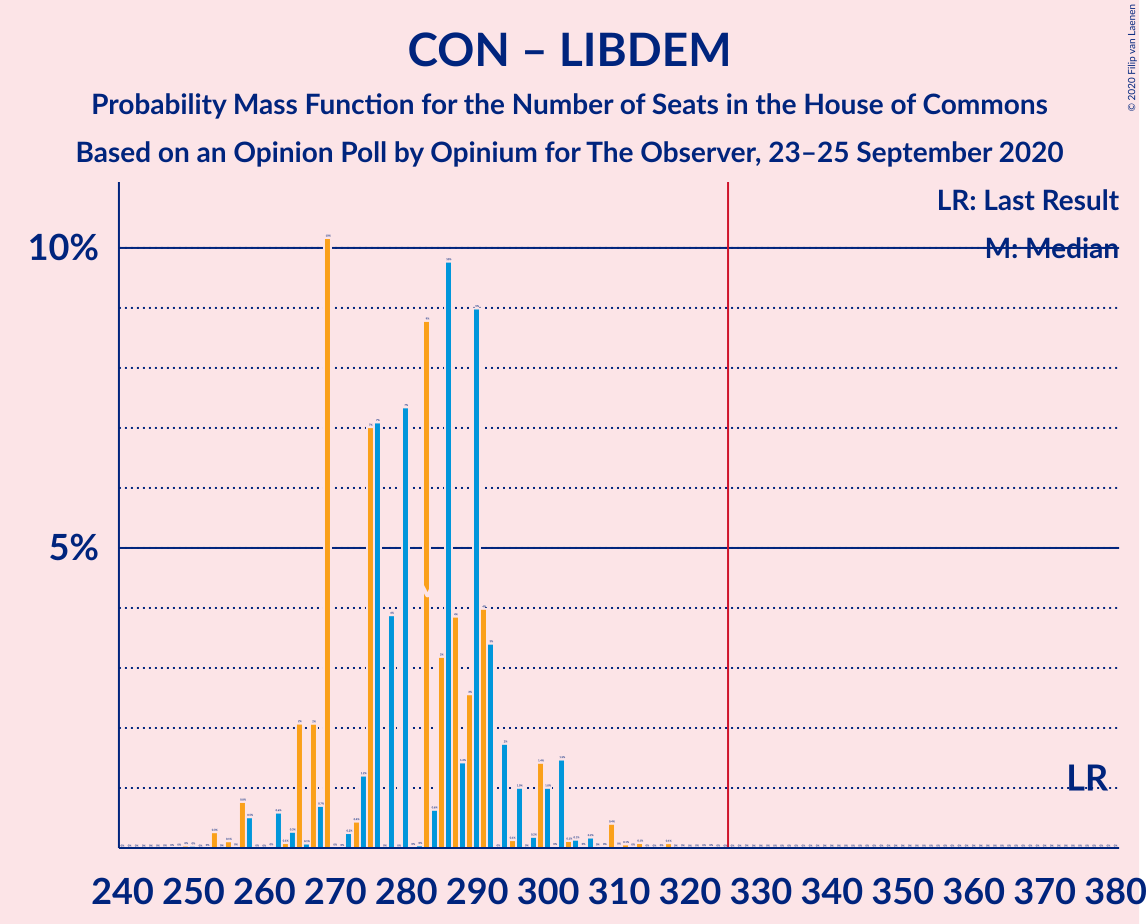 CON – LIBDEM
Probability Mass Function for the Number of Seats in the House of Commons
Based on an Opinion Poll by Opinium for The Observer, 23–25 September 2020
© 2020 Filip van Laenen
LR: Last Result
M: Median
10%
5%
LR
240 250 260 270 280 290 300 310 320 330 340 350 360 370 380